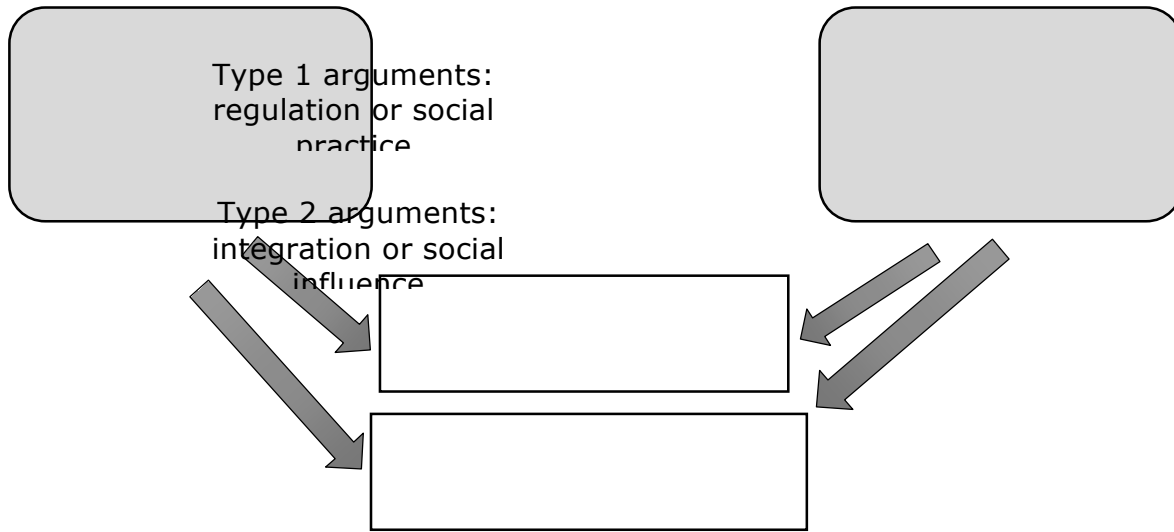 Type 1 arguments:
regulation or social
practice
Type 2 arguments:
integration or social
influence